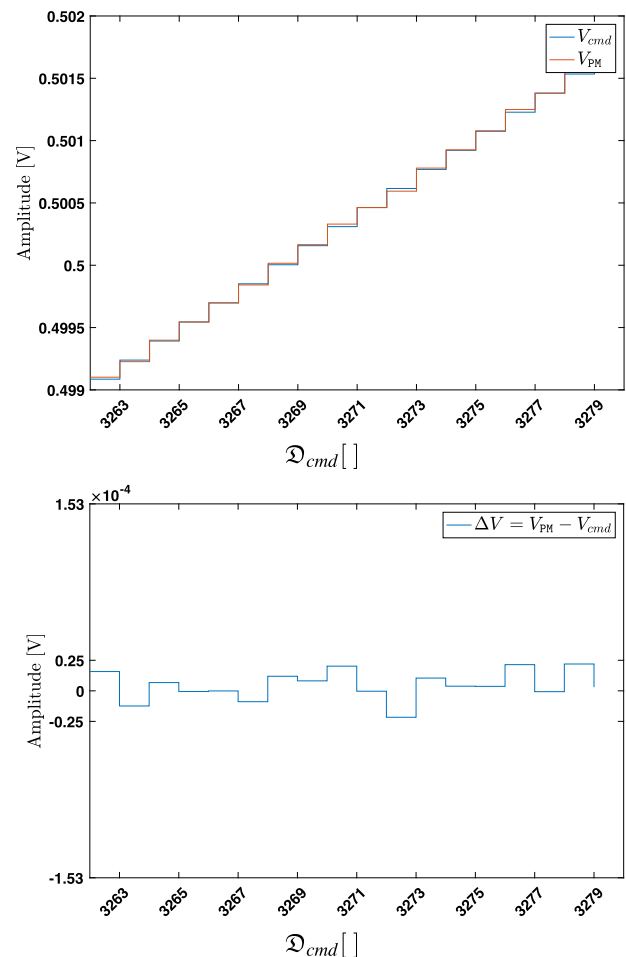 0.502
0.5015
0.501
0.5005
0.5
0.4995
0.499
Amplitude [V]
V_cmd
V_PM
3263 3265 3267 3269 3271 3273 3275 3277 3279
𝔇_cmd[ ]
×10^-4
1.53
0.25
0
-0.25
-1.53
Amplitude [V]
ΔV = V_PM − V_cmd
3263 3265 3267 3269 3271 3273 3275 3277 3279
𝔇_cmd[ ]